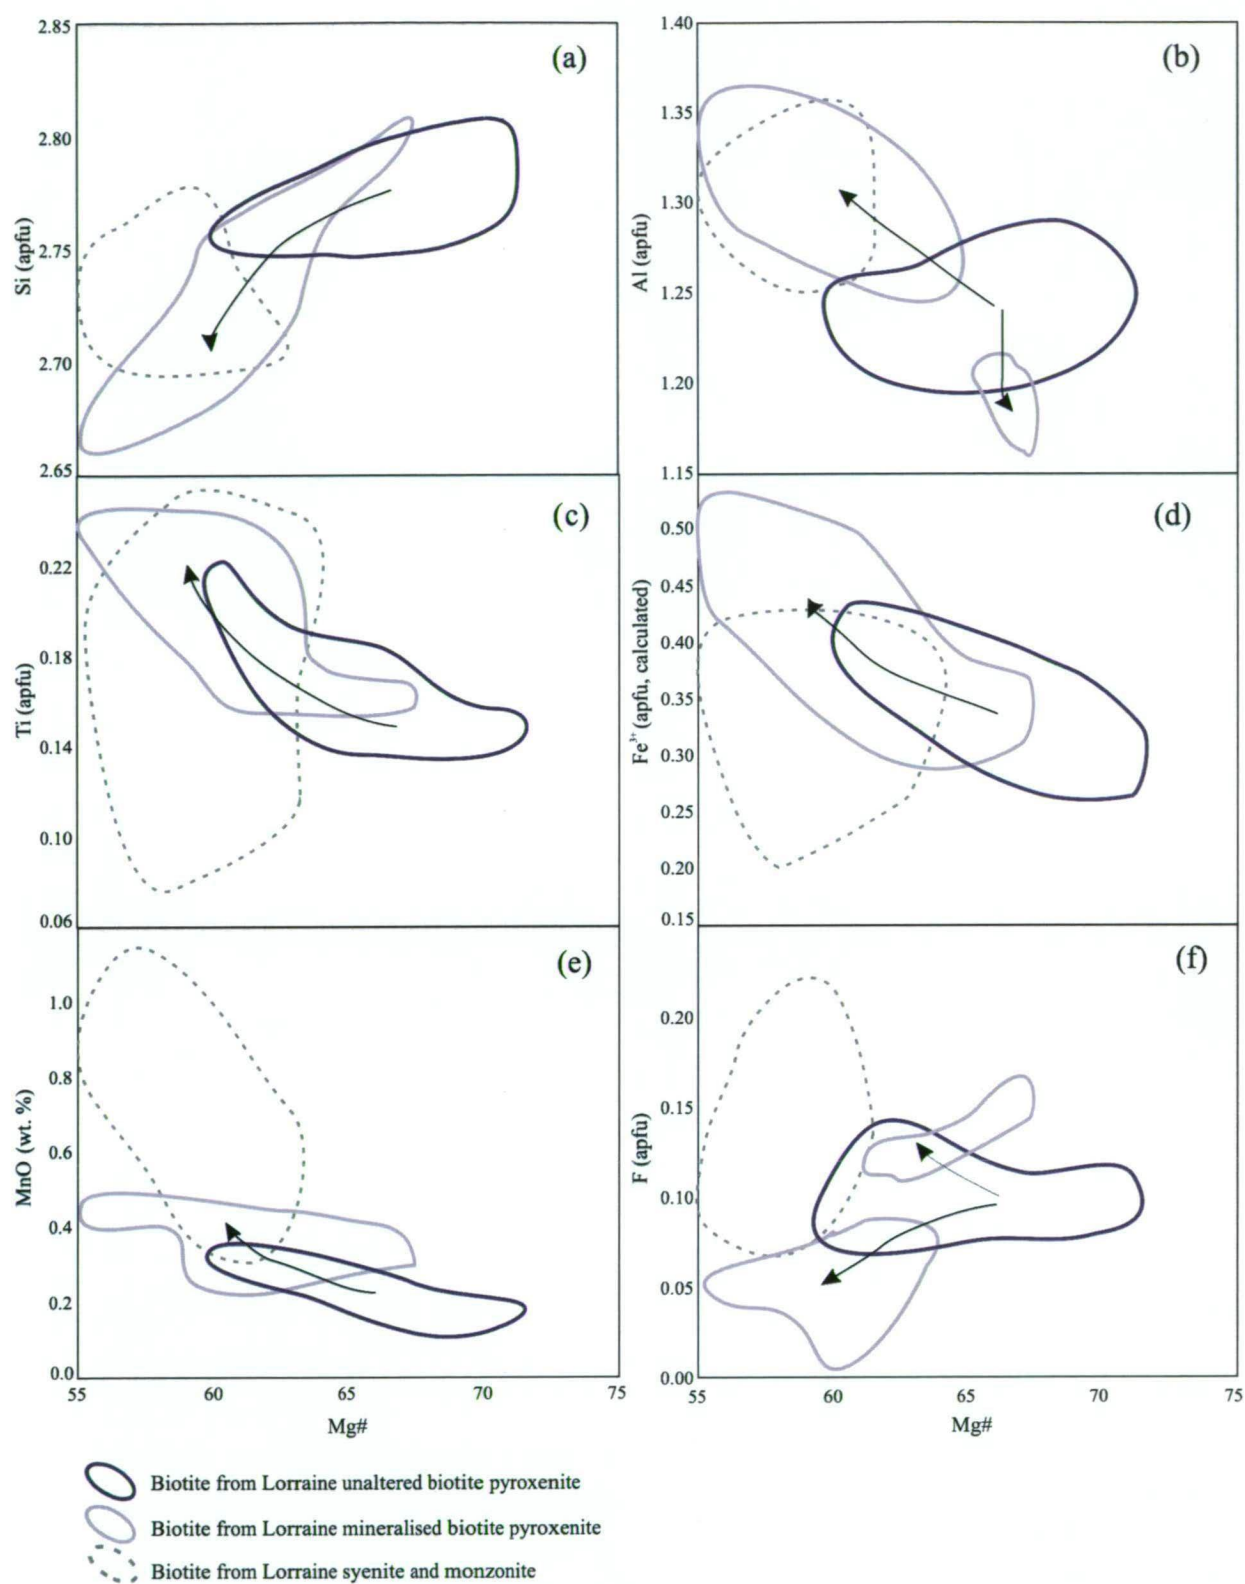 (a)
2.85
2.80
2.75
2.70
2.65
Si (apfu)
(b)
1.40
1.35
1.30
1.25
1.20
1.15
Al (apfu)
(c)
0.22
0.18
0.14
0.10
0.06
Ti (apfu)
(d)
0.50
0.45
0.40
0.35
0.30
0.25
0.20
0.15
Fe³⁺ (apfu, calculated)
(e)
1.0
0.8
0.6
0.4
0.2
0.0
MnO (wt. %)
55 60 65 70 75
Mg#
(f)
0.20
0.15
0.10
0.05
0.00
F (apfu)
55 60 65 70 75
Mg#
Biotite from Lorraine unaltered biotite pyroxenite
Biotite from Lorraine mineralised biotite pyroxenite
Biotite from Lorraine syenite and monzonite